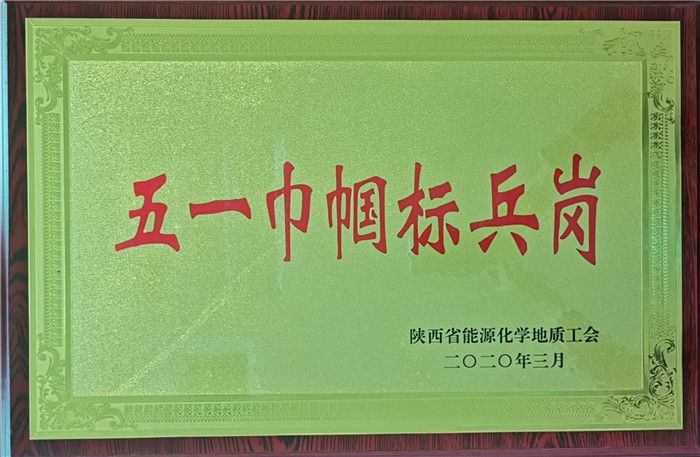 五一巾帼标兵岗
陕西省能源化学地质工会
二〇二〇年三月